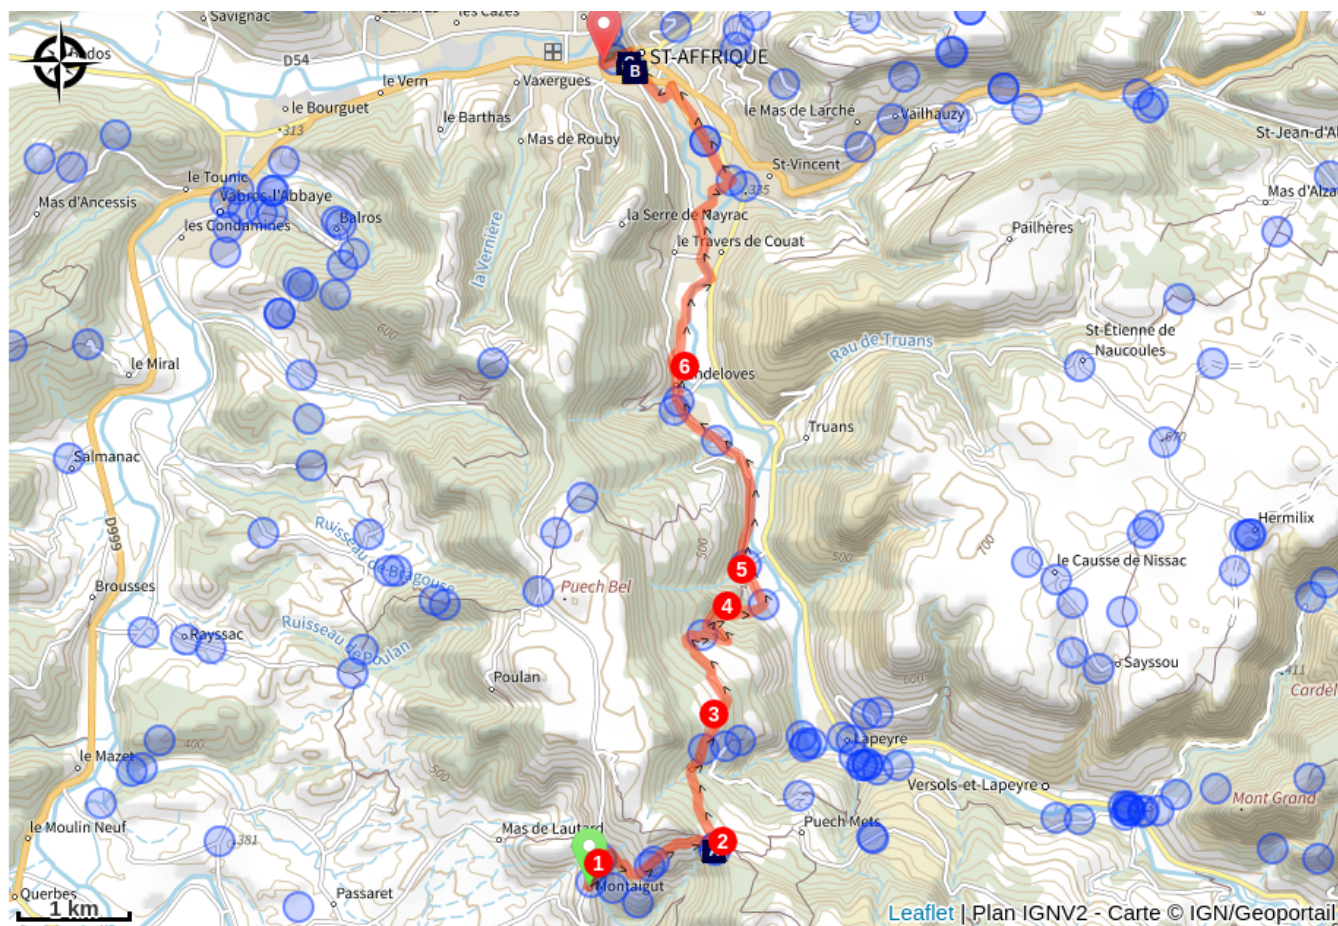 Savignac
les Cazes
D54
ST-AFFRIQUE
B
le Vern
Vaxergues
le Bourguet
313
le Barthas
Mas de Rouby
le Mas de Larché
Vailhauzy
St-Jean-d'Al
St-Vincent
le Tournic
Vabres-l'Abbaye
325
Mas d'Alza
Mas d'Ancessis
Balros
les Condamines
la Serre de Nayrac
la Vernière
le Travers de Couat
Pailhères
600
Rau de Truans
St-Étienne de
Naucoules
le Miral
6
ndeloves
Truans
670
Salmanac
D999
Ruisseau de Bragousse
500
500
700
Hermilix
5
le Causse de Nissac
Brousses
Puech Bel
4
Rayssac
Ruisseau de Poulan
Poulan
600
Sayssou
411
Cardèl
3
400
Lapeyre
le Mazet
500
Versols-et-Lapeyre
Mont Grand
le Moulin Neuf
381
Mas de Lautard
2
Puech Mets
1
Montaigut
Querbes
Passaret
1 km
Leaflet | Plan IGNV2 - Carte © IGN/Geoportail